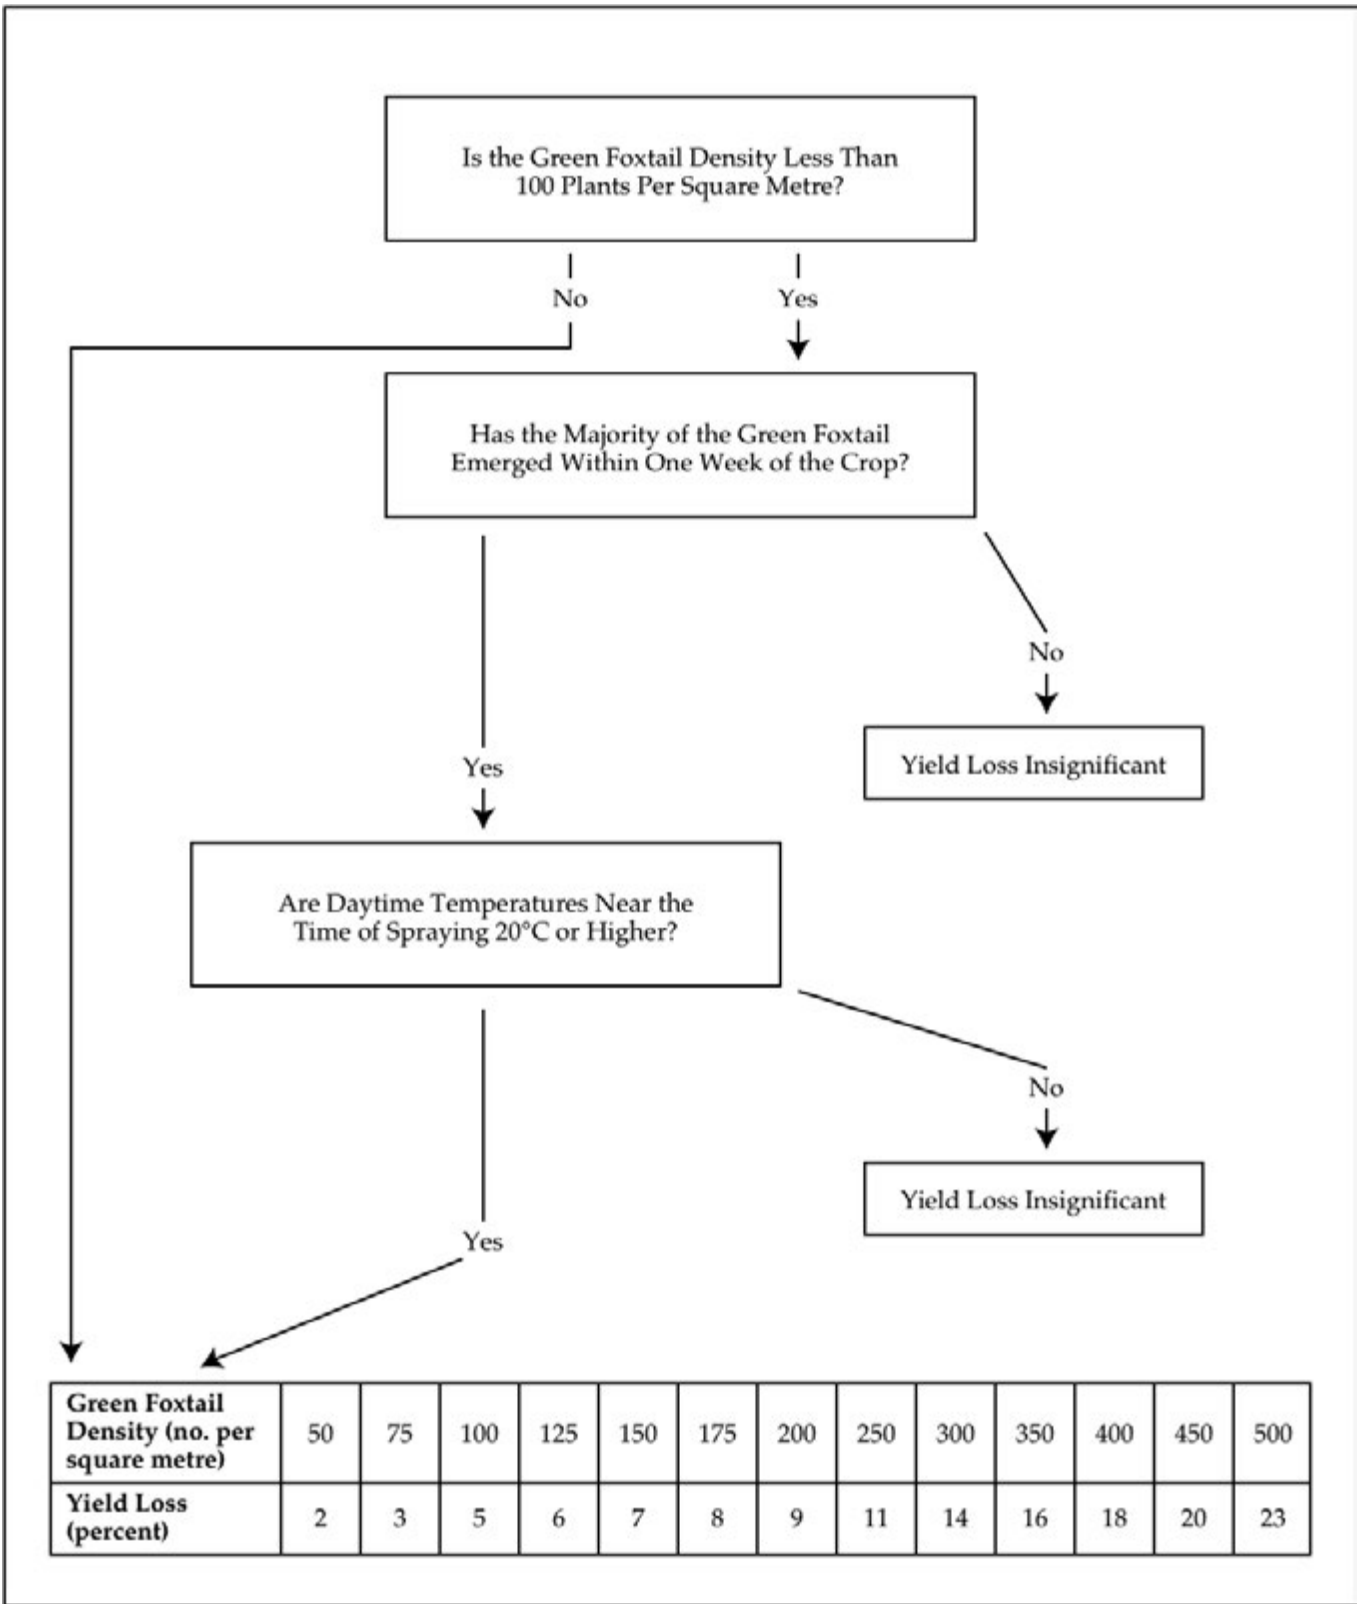 Is the Green Foxtail Density Less Than
100 Plants Per Square Metre?
No
Yes
Has the Majority of the Green Foxtail
Emerged Within One Week of the Crop?
No
Yes
Yield Loss Insignificant
Are Daytime Temperatures Near the
Time of Spraying 20°C or Higher?
No
Yield Loss Insignificant
Yes
Green Foxtail
Density (no. per
square metre)
50 75 100 125 150 175 200 250 300 350 400 450 500
Yield Loss
(percent)
2 3 5 6 7 8 9 11 14 16 18 20 23